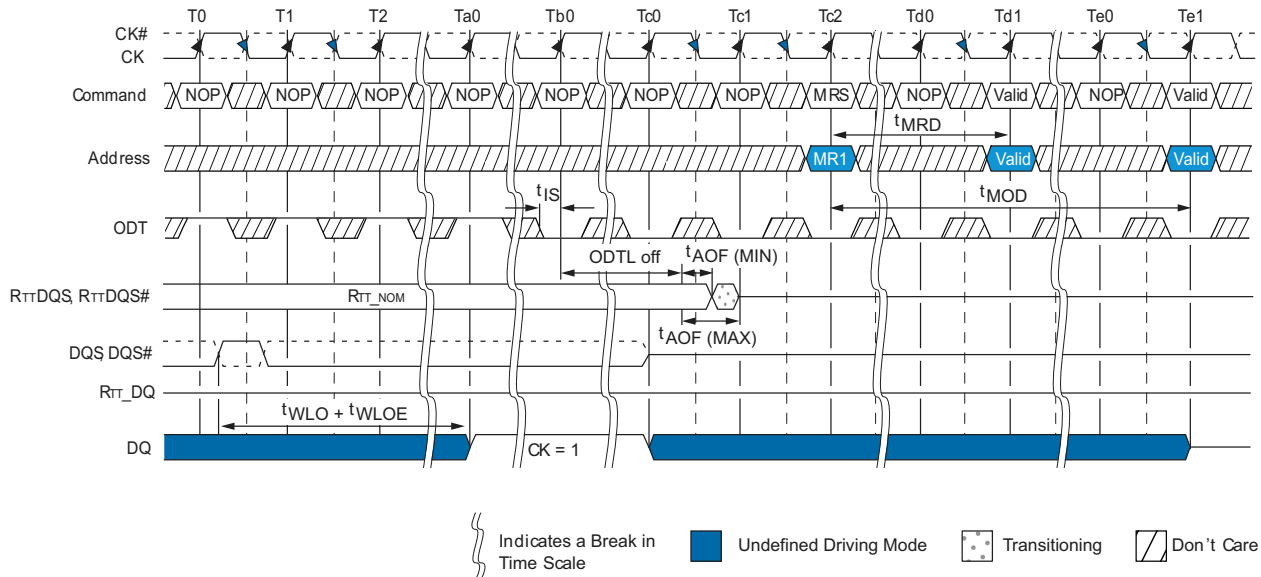 T0 T1 T2 Ta0 Tb0 Tc0 Tc1 Tc2 Td0 Td1 Te0 Te1
CK#
CK
Command NOP NOP NOP NOP NOP NOP NOP MRS NOP Valid NOP Valid
tMRD
Address MR1 Valid Valid
tIS tMOD
ODT
ODTL off tAOF (MIN)
RTTDQS, RTTDQS# RTT_NOM
tAOF (MAX)
DQS, DQS#
RTT_DQ
tWLO + tWLOE
DQ CK = 1
Indicates a Break in
Time Scale
Undefined Driving Mode
Transitioning
Don't Care